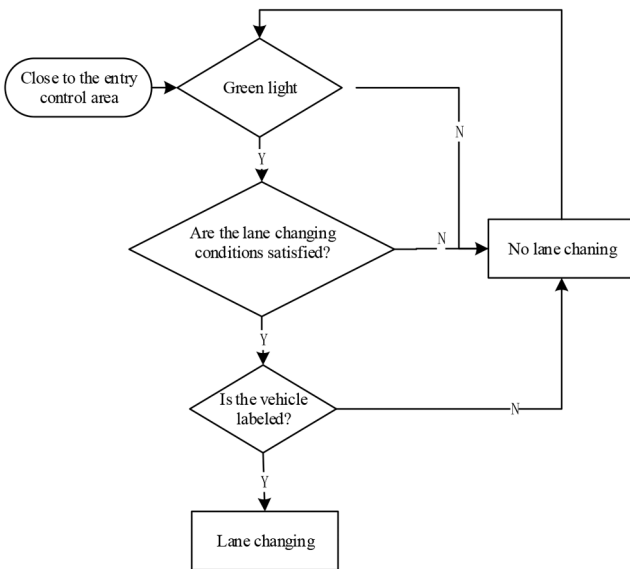 Close to the entry
control area
Green light
N
Y
Are the lane changing
conditions satisfied?
N
No lane chaning
Y
Is the vehicle
labeled?
N
Y
Lane changing